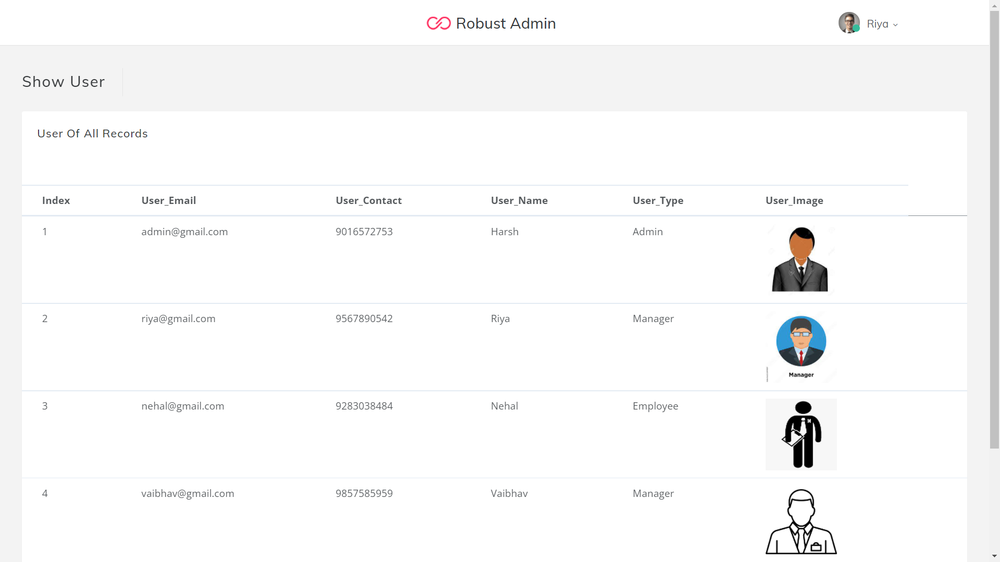 Robust Admin
Riya
Show User
User Of All Records
Index User_Email User_Contact User_Name User_Type User_Image
1 admin@gmail.com 9016572753 Harsh Admin
2 riya@gmail.com 9567890542 Riya Manager
Manager
3 nehal@gmail.com 9283038484 Nehal Employee
4 vaibhav@gmail.com 9857585959 Vaibhav Manager